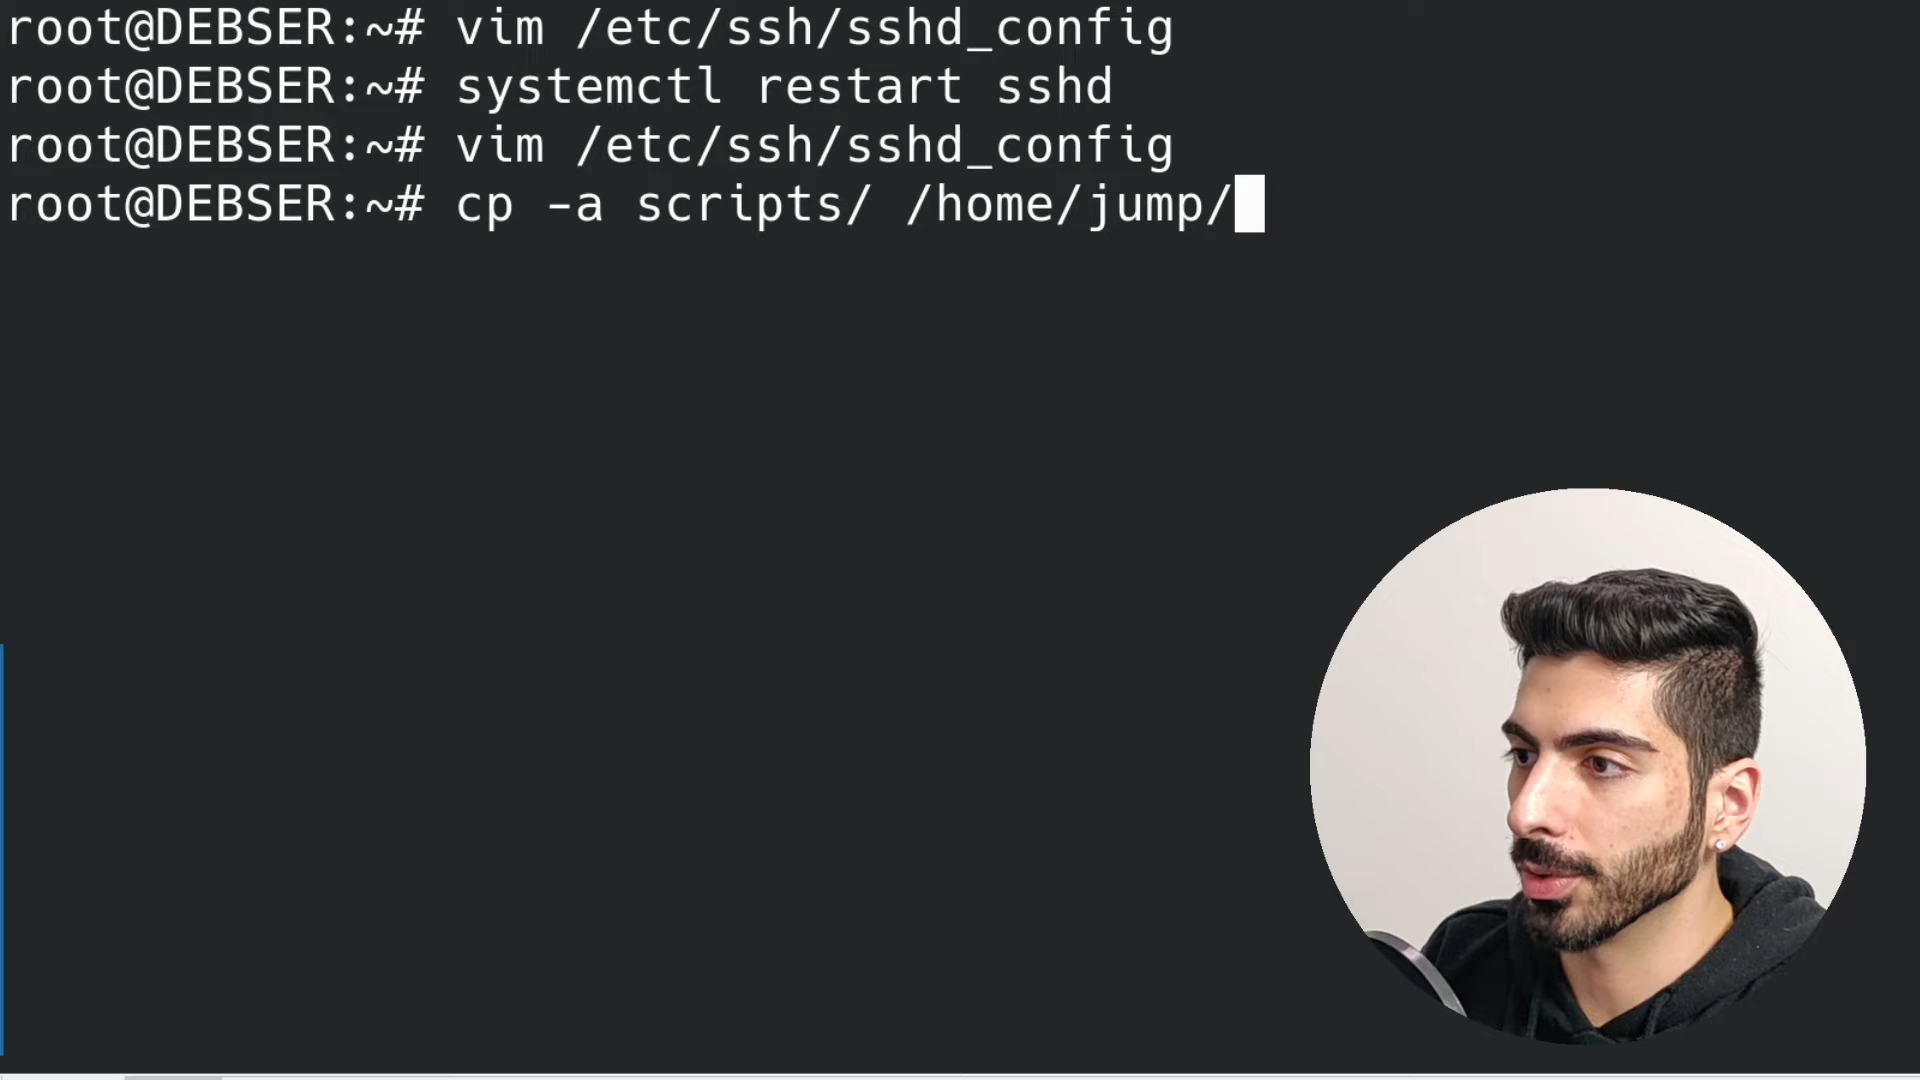 root@DEBSER:~# vim /etc/ssh/sshd_config
root@DEBSER:~# systemctl restart sshd
root@DEBSER:~# vim /etc/ssh/sshd_config
root@DEBSER:~# cp -a scripts/ /home/jump/